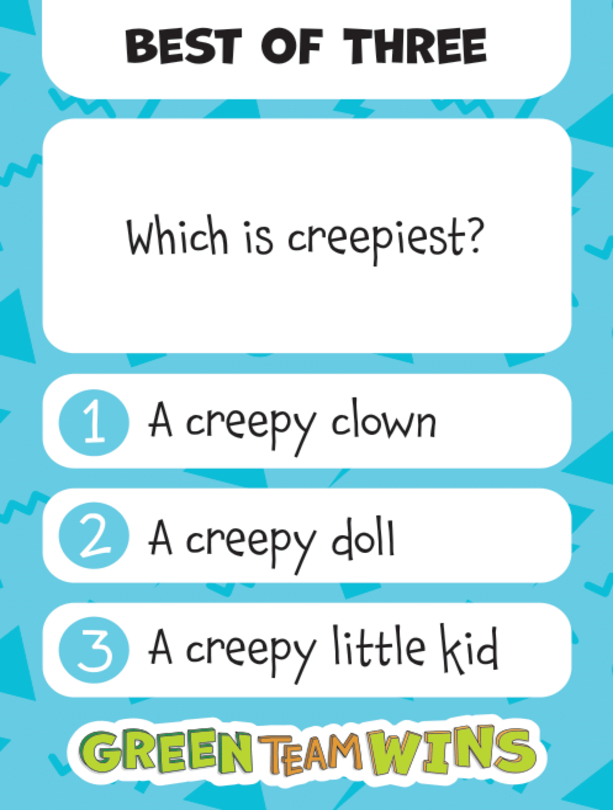 BEST OF THREE
Which is creepiest?
1 A creepy clown
2 A creepy doll
3 A creepy little kid
GREEN TEAM WINS